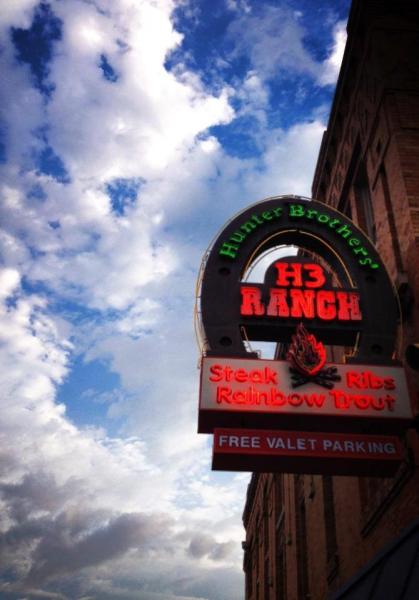 Hunter Brothers'
H3
RANCH
Steak Ribs
Rainbow Trout
FREE VALET PARKING